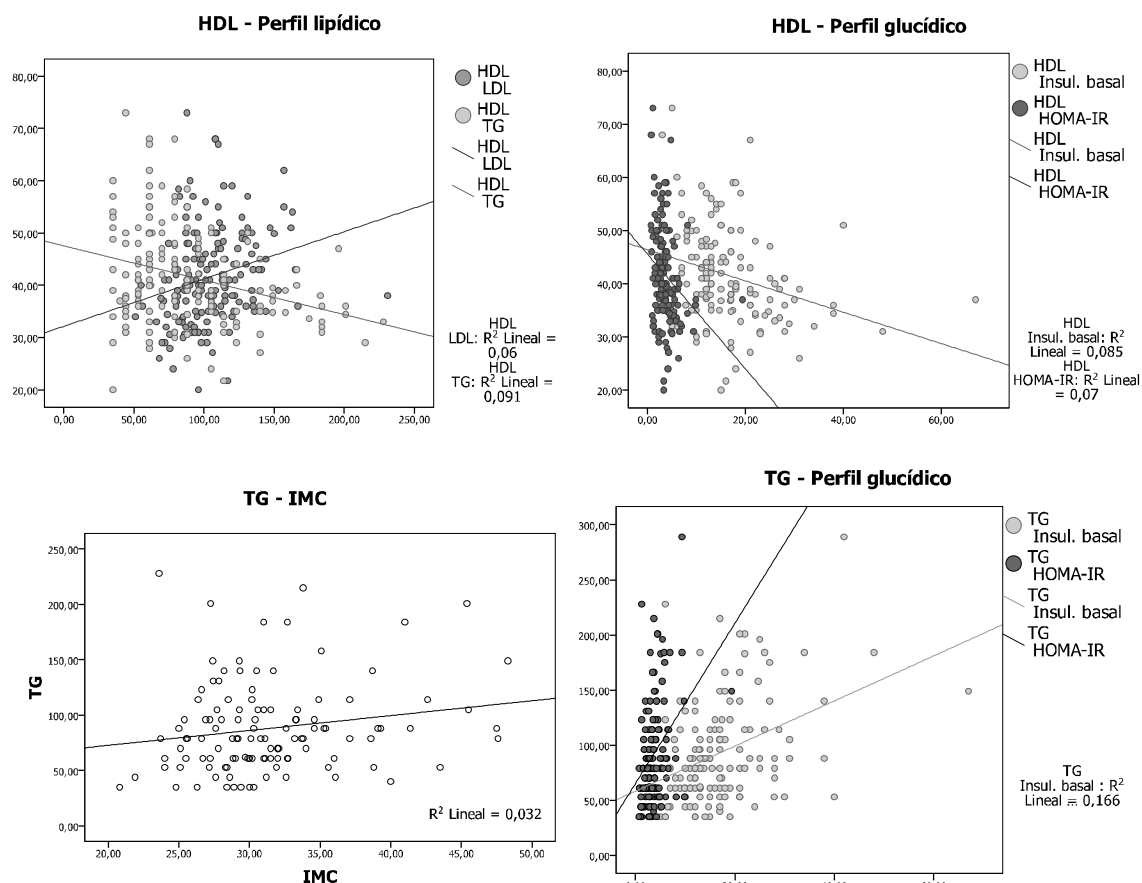 HDL - Perfil lipídico
80,00
70,00
60,00
50,00
40,00
30,00
20,00
0,00 50,00 100,00 150,00 200,00 250,00
HDL
LDL
HDL
TG
HDL
LDL
HDL
TG
HDL
LDL: R² Lineal =
0,06
HDL
TG: R² Lineal =
0,091
HDL - Perfil glucídico
80,00
70,00
60,00
50,00
40,00
30,00
20,00
0,00 20,00 40,00 60,00
HDL
Insul. basal
HDL
HOMA-IR
HDL
Insul. basal
HDL
HOMA-IR
HDL
Insul. basal: R²
Lineal = 0,085
HDL
HOMA-IR: R² Lineal
= 0,07
TG - IMC
TG
250,00
200,00
150,00
100,00
50,00
0,00
20,00 25,00 30,00 35,00 40,00 45,00 50,00
IMC
R² Lineal = 0,032
TG - Perfil glucídico
300,00
250,00
200,00
150,00
100,00
50,00
0,00
TG
Insul. basal
TG
HOMA-IR
TG
Insul. basal
TG
HOMA-IR
TG
Insul. basal : R²
Lineal = 0,166